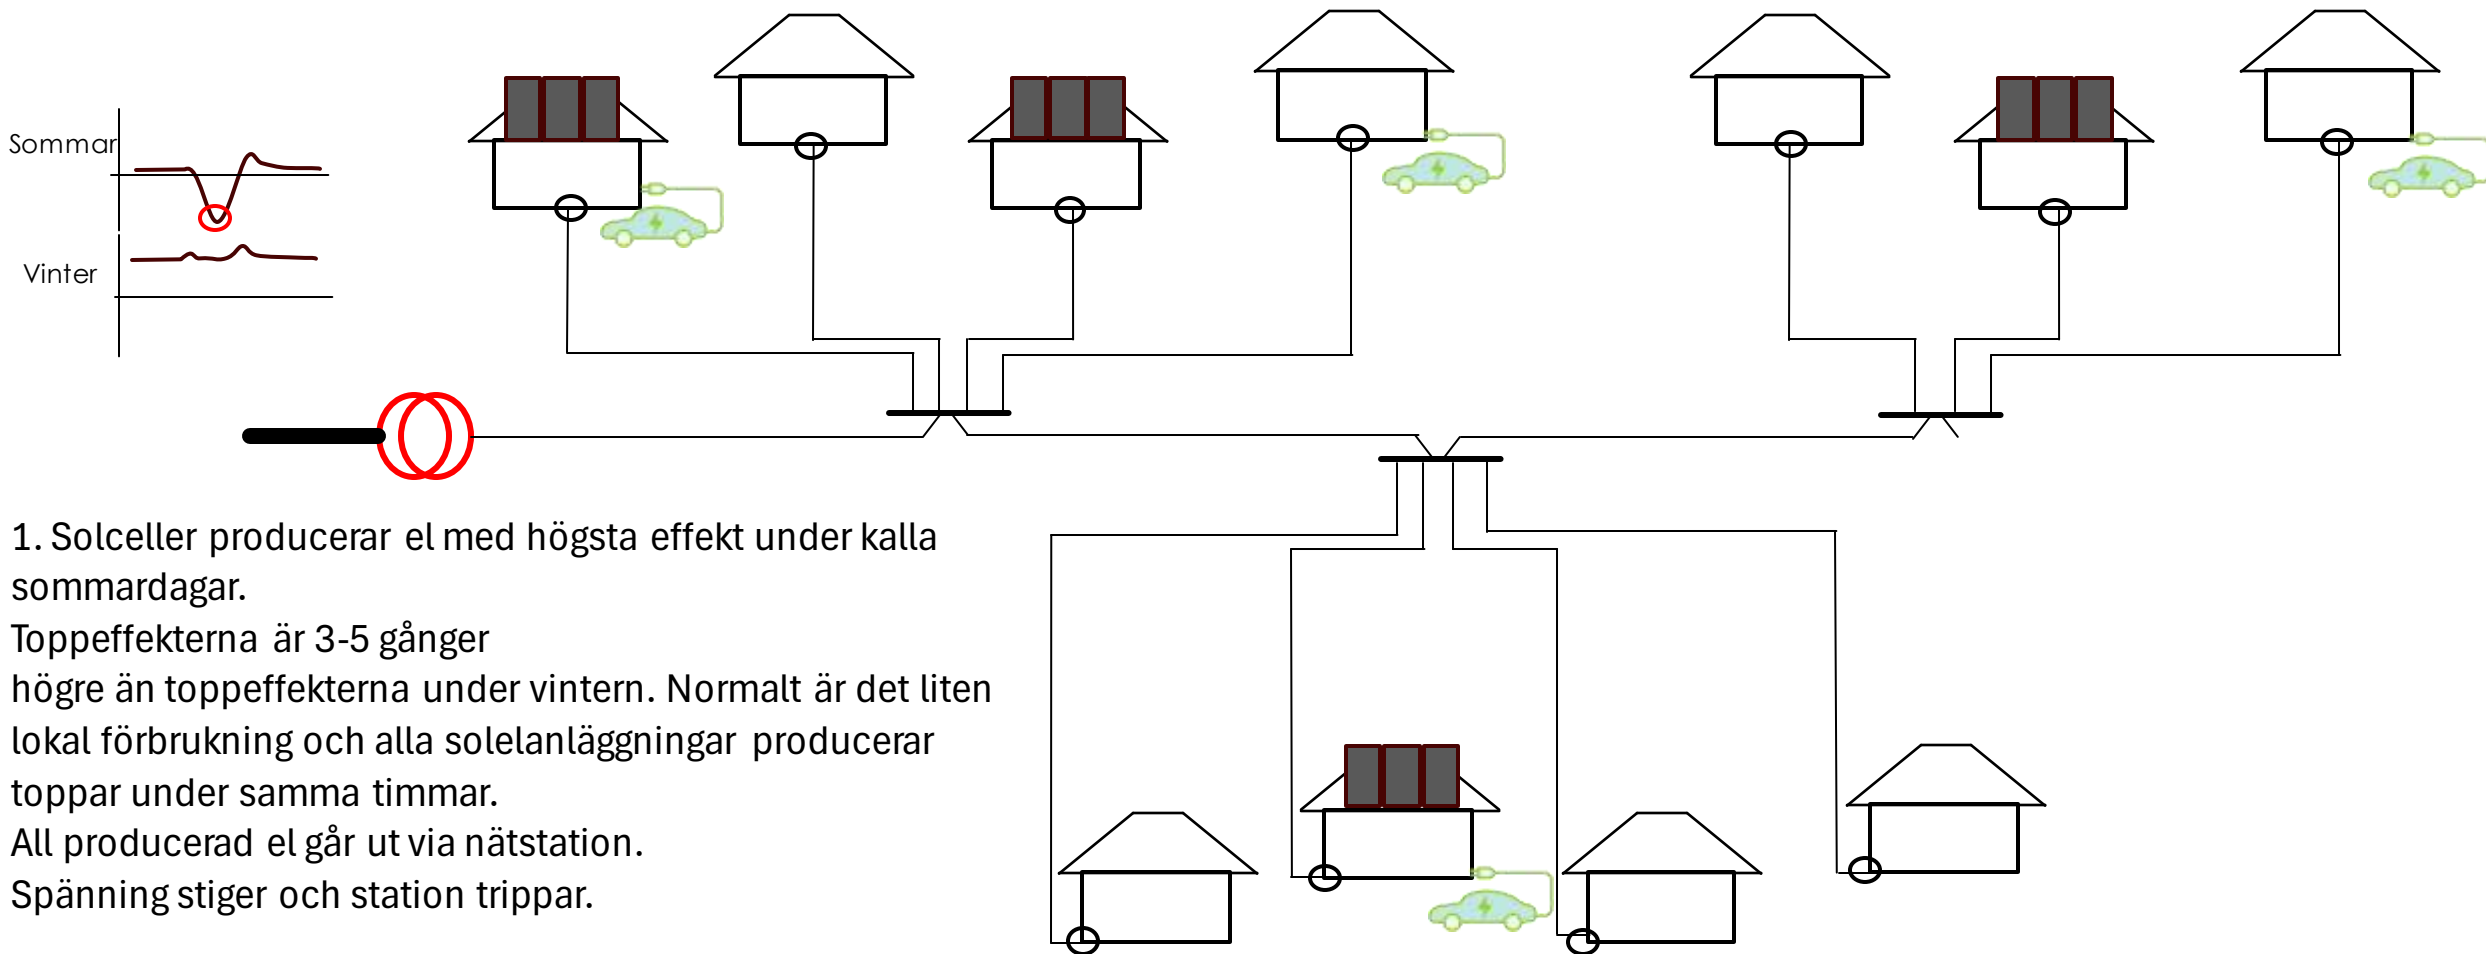 Sommar
Vinter
1. Solceller producerar el med högsta effekt under kalla
sommardagar.
Toppeffekterna är 3-5 gånger
högre än toppeffekterna under vintern. Normalt är det liten
lokal förbrukning och alla solelanläggningar producerar
toppar under samma timmar.
All producerad el går ut via nätstation.
Spänning stiger och station trippar.